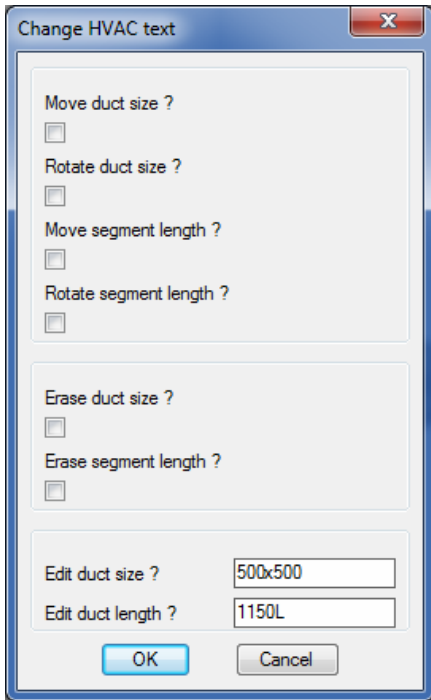 Change HVAC text
Move duct size ?
Rotate duct size ?
Move segment length ?
Rotate segment length ?
Erase duct size ?
Erase segment length ?
Edit duct size ? 500x500
Edit duct length ? 1150L
OK Cancel